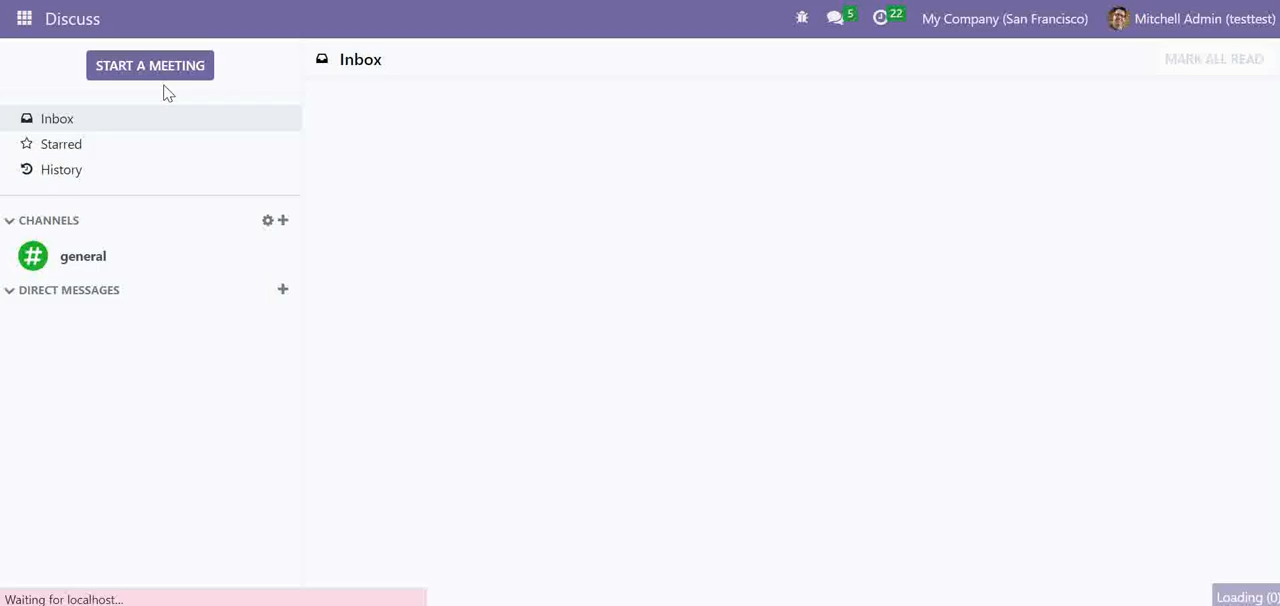 Discuss
5
22
My Company (San Francisco)
Mitchell Admin (testtest)
START A MEETING
Inbox
MARK ALL READ
Inbox
Starred
History
CHANNELS
general
DIRECT MESSAGES
Waiting for localhost...
Loading (0)